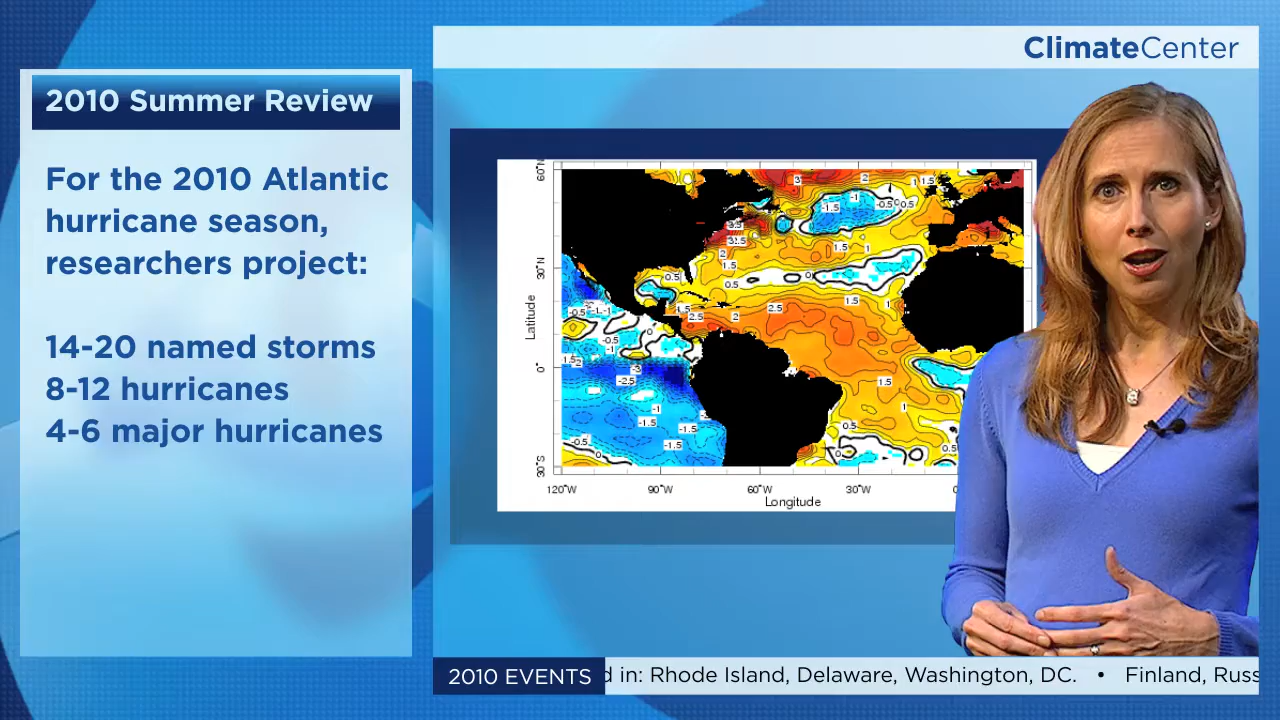 ClimateCenter
2010 Summer Review
For the 2010 Atlantic
hurricane season,
researchers project:
14-20 named storms
8-12 hurricanes
4-6 major hurricanes
60°N
30°N
0°
30°S
Latitude
120°W 90°W 60°W 30°W
Longitude
2010 EVENTS
d in: Rhode Island, Delaware, Washington, DC. • Finland, Russ